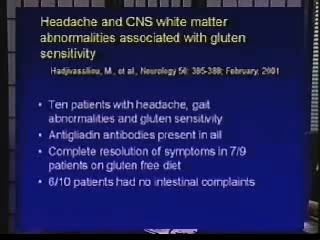 Headache and CNS white matter
abnormalities associated with gluten
sensitivity
Hadjivassiliou, M., et al., Neurology 56: 385-388; February, 2001
• Ten patients with headache, gait
abnormalities and gluten sensitivity
• Antigliadin antibodies present in all
• Complete resolution of symptoms in 7/9
patients on gluten free diet
• 6/10 patients had no intestinal complaints